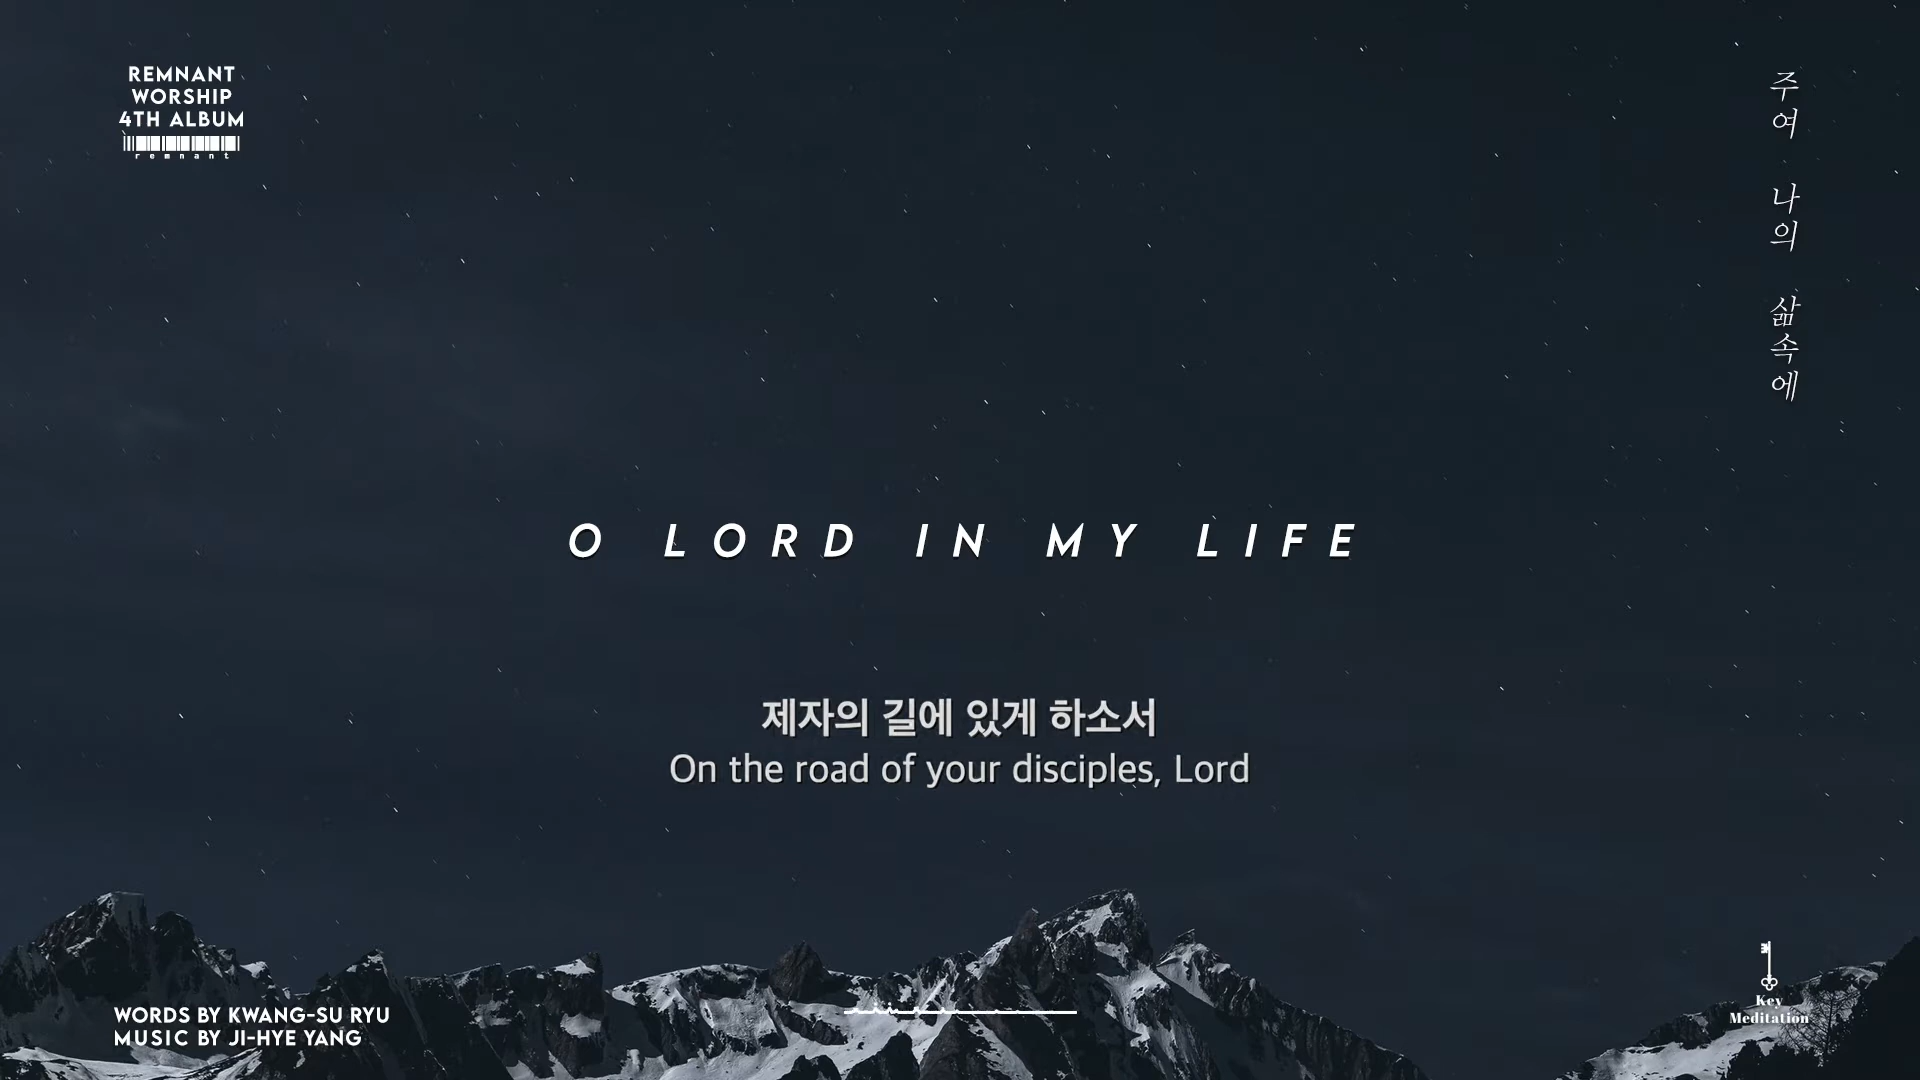 REMNANT
WORSHIP
4TH ALBUM
remnant
주여 나의 삶속에
O LORD IN MY LIFE
제자의 길에 있게 하소서
On the road of your disciples, Lord
WORDS BY KWANG-SU RYU
MUSIC BY JI-HYE YANG
Key
Meditation